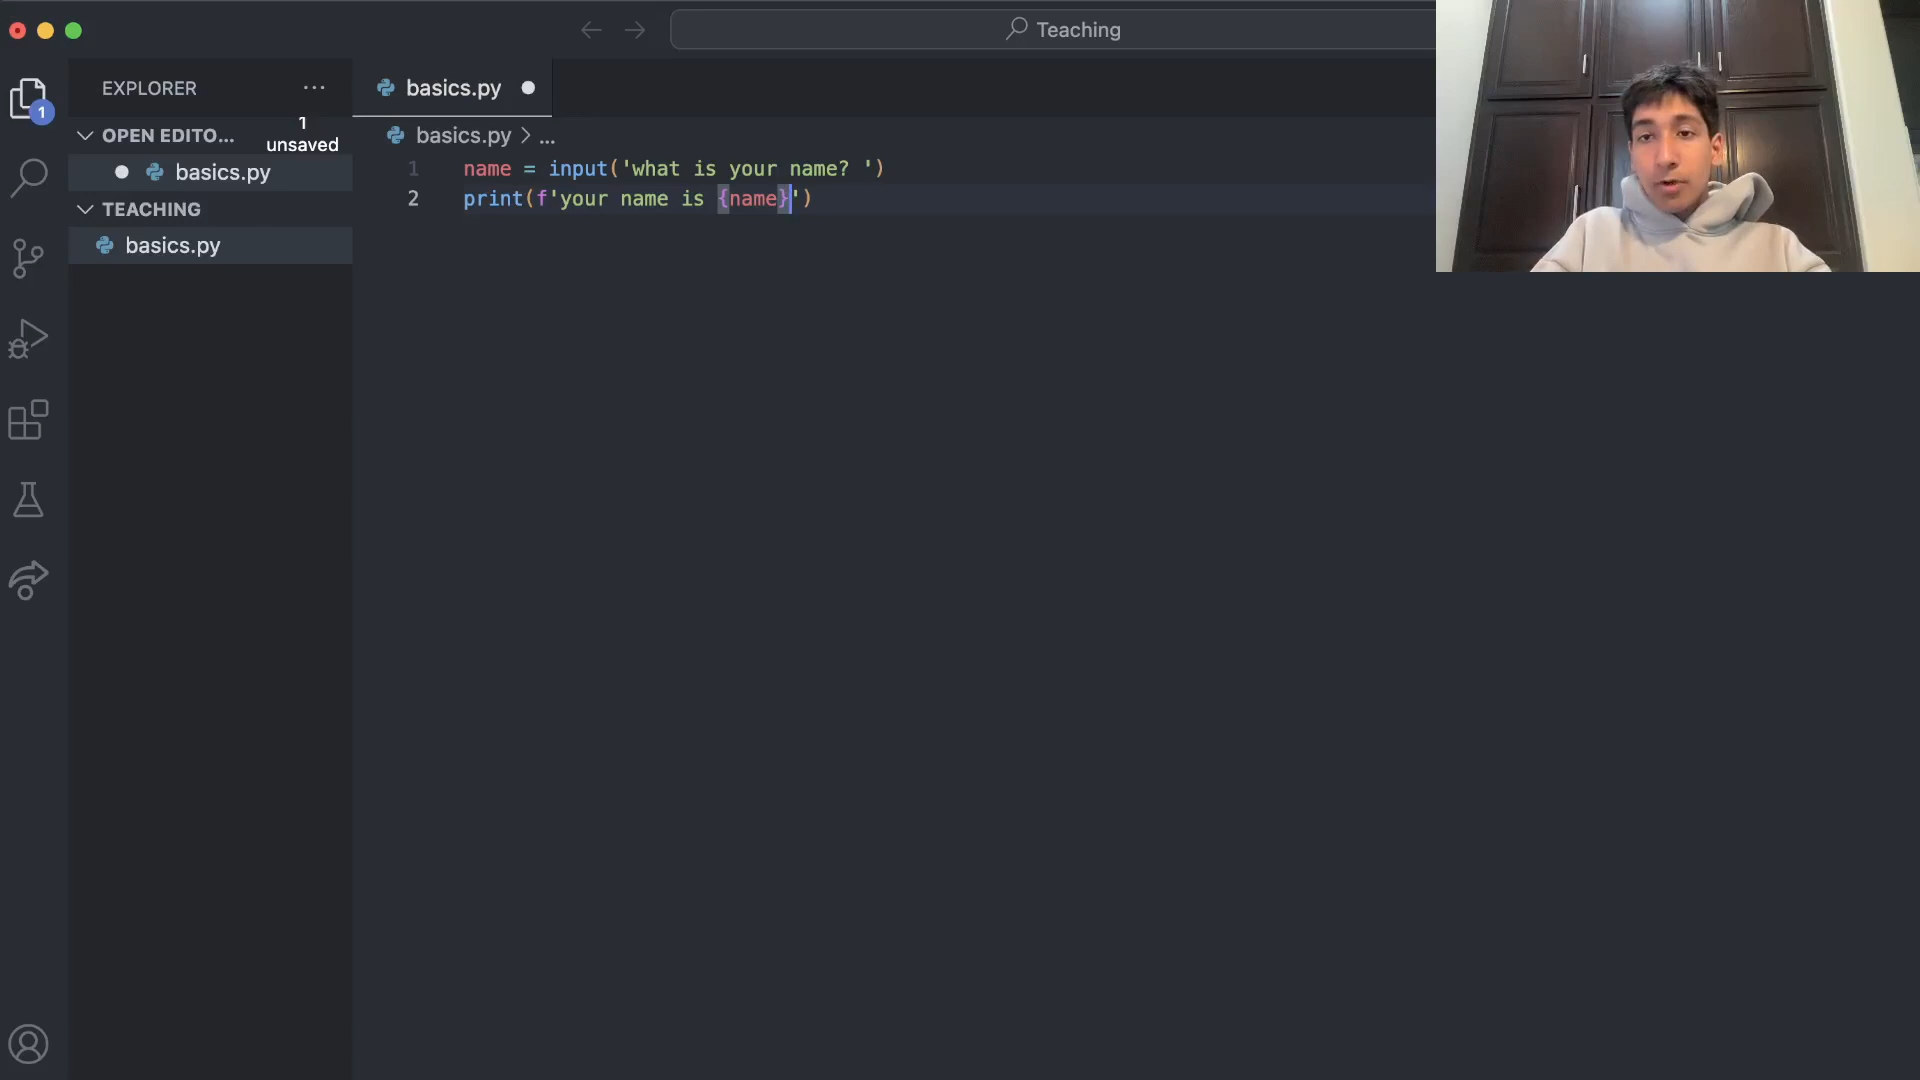 Teaching
EXPLORER ...
basics.py
1
OPEN EDITO... 1 unsaved
basics.py
TEACHING
basics.py
basics.py > ...
1 name = input('what is your name? ')
2 print(f'your name is {name}')